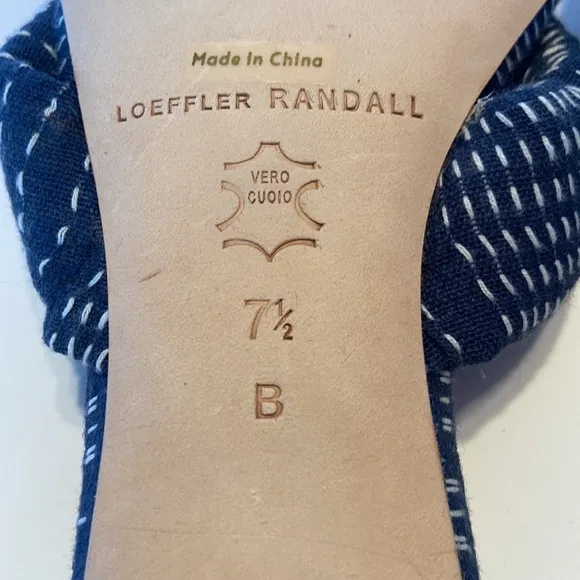 Made in China
LOEFFLER RANDALL
VERO
CUOIO
7½
B